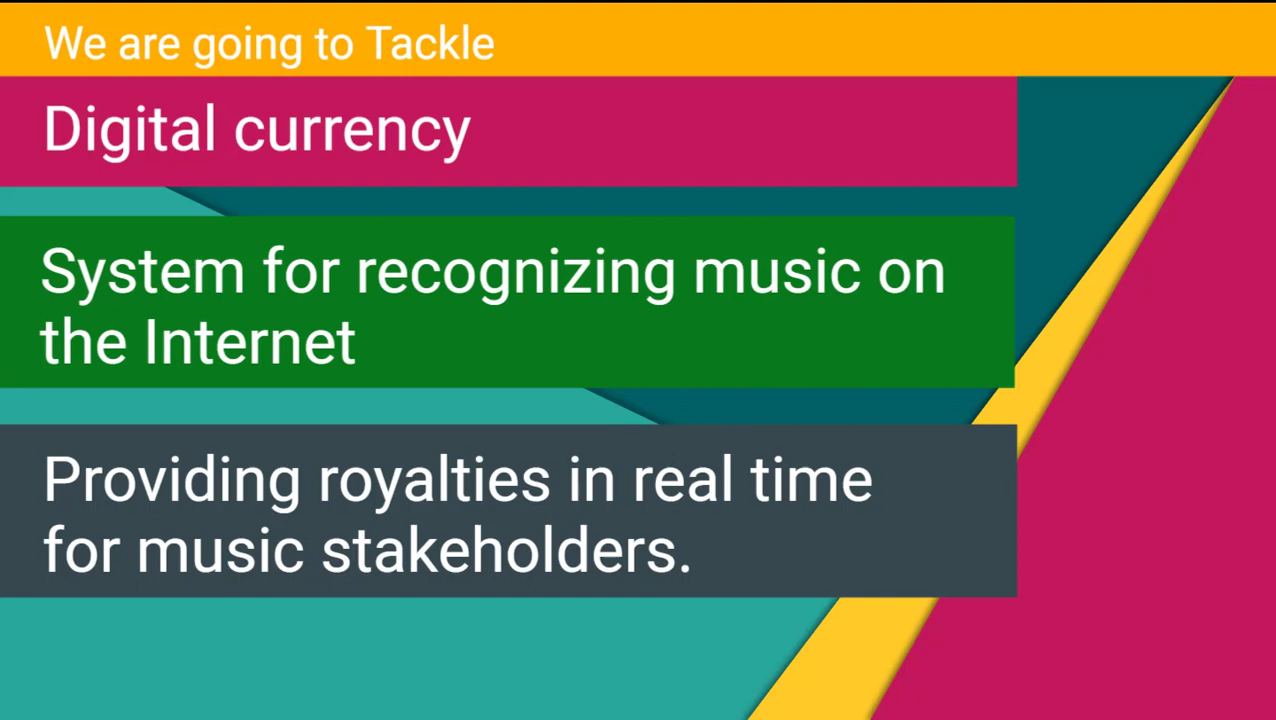 We are going to Tackle
Digital currency
System for recognizing music on
the Internet
Providing royalties in real time
for music stakeholders.